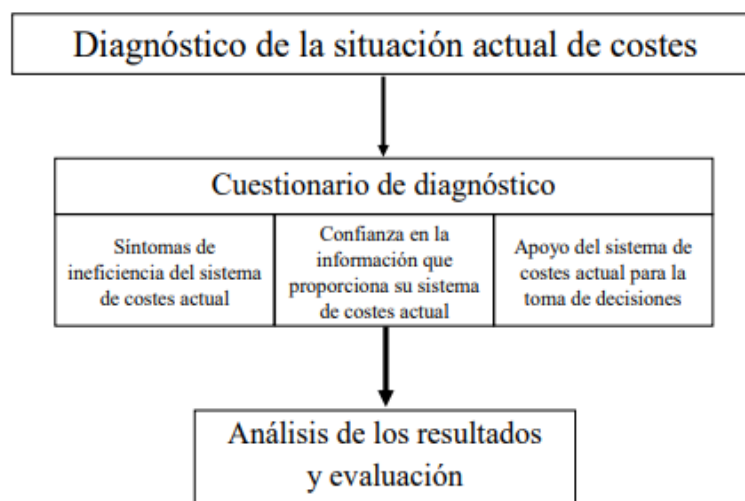 Diagnóstico de la situación actual de costes
Cuestionario de diagnóstico
Síntomas de
ineficiencia del sistema
de costes actual
Confianza en la
información que
proporciona su sistema
de costes actual
Apoyo del sistema de
costes actual para la
toma de decisiones
Análisis de los resultados
y evaluación